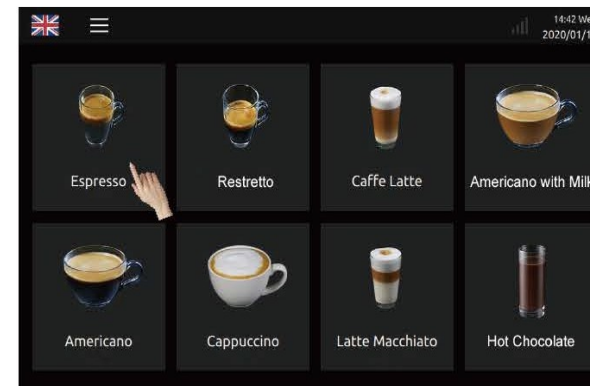 14:42 We
2020/01/1
Espresso
Restretto
Caffe Latte
Americano with Milk
Americano
Cappuccino
Latte Macchiato
Hot Chocolate